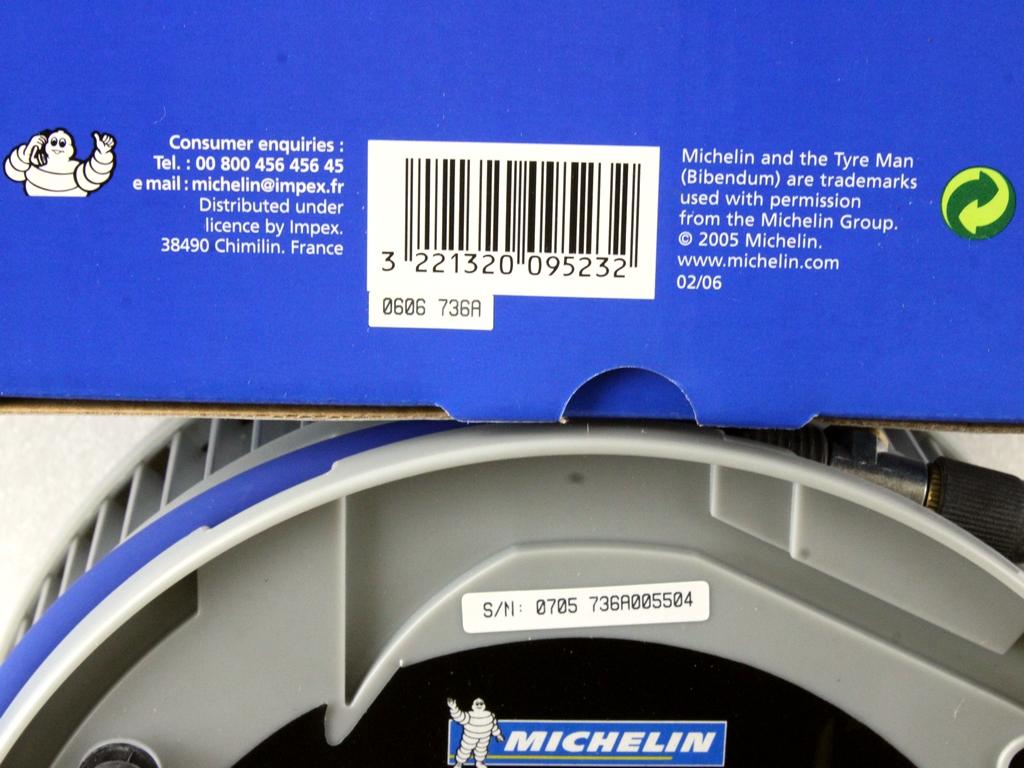 Consumer enquiries :
Tel. : 00 800 456 456 45
e mail : michelin@impex.fr
Distributed under
licence by Impex.
38490 Chimilin. France
3 221320 095232
0606 736A
Michelin and the Tyre Man
(Bibendum) are trademarks
used with permission
from the Michelin Group.
© 2005 Michelin.
www.michelin.com
02/06
S/N: 0705 736A005504
MICHELIN